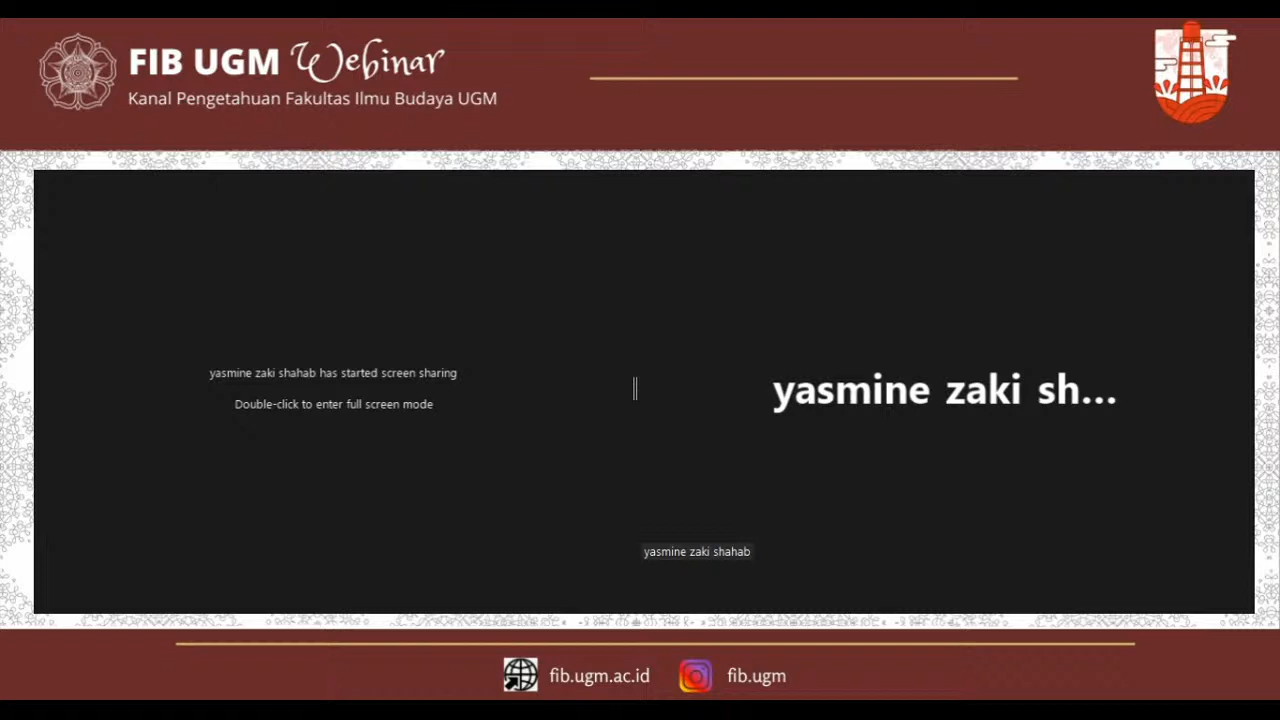 FIB UGM Webinar
Kanal Pengetahuan Fakultas Ilmu Budaya UGM
yasmine zaki shahab has started screen sharing
Double-click to enter full screen mode
yasmine zaki sh...
yasmine zaki shahab
fib.ugm.ac.id
fib.ugm